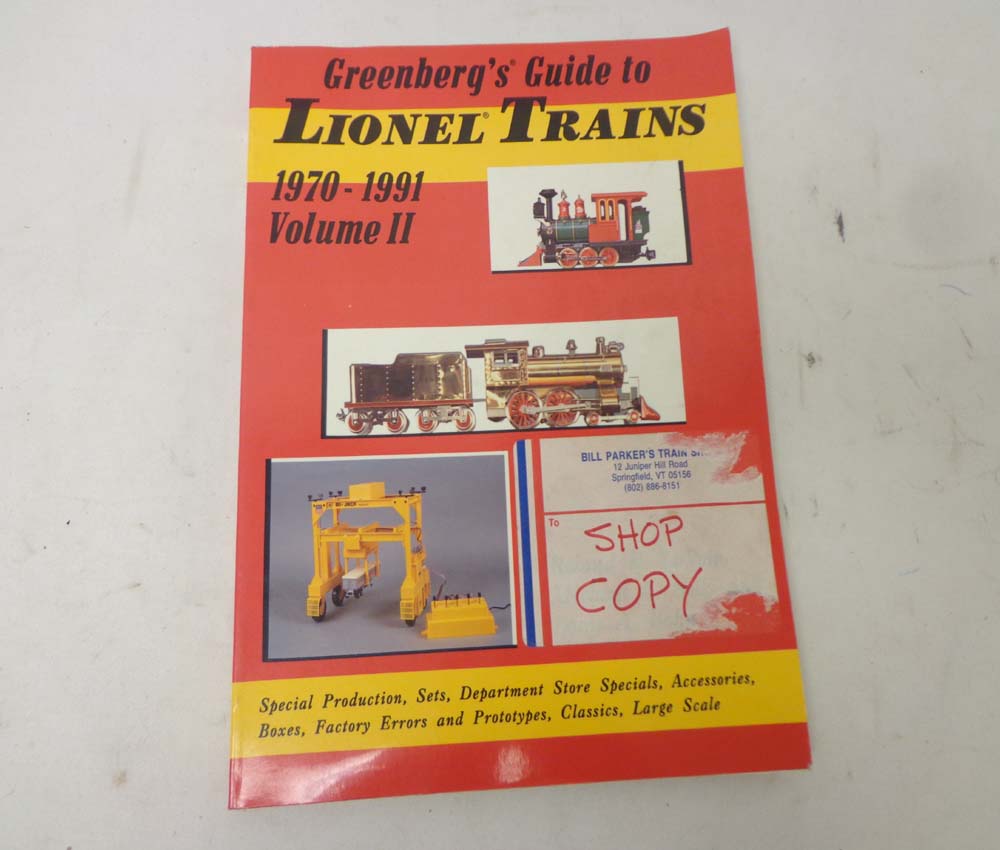 Greenberg's® Guide to
LIONEL® TRAINS
1970 - 1991
Volume II
BILL PARKER'S TRAIN
12 Juniper Hill Road
Springfield, VT 05156
(802) 886-8151
To
SHOP
COPY
Special Production, Sets, Department Store Specials, Accessories,
Boxes, Factory Errors and Prototypes, Classics, Large Scale